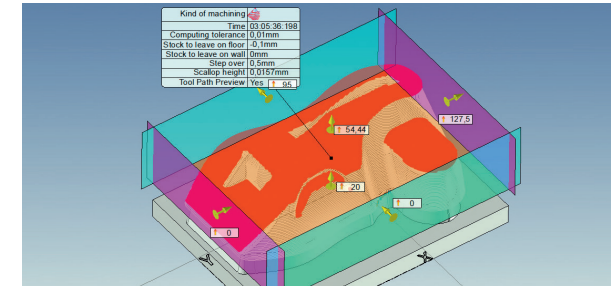 Kind of machining
Time 03:05:36:198
Computing tolerance 0,01mm
Stock to leave on floor -0,1mm
Stock to leave on wall 0mm
Step over 0,5mm
Scallop height 0,0157mm
Tool Path Preview Yes
95
127,5
54,44
20
0
0
Y
X